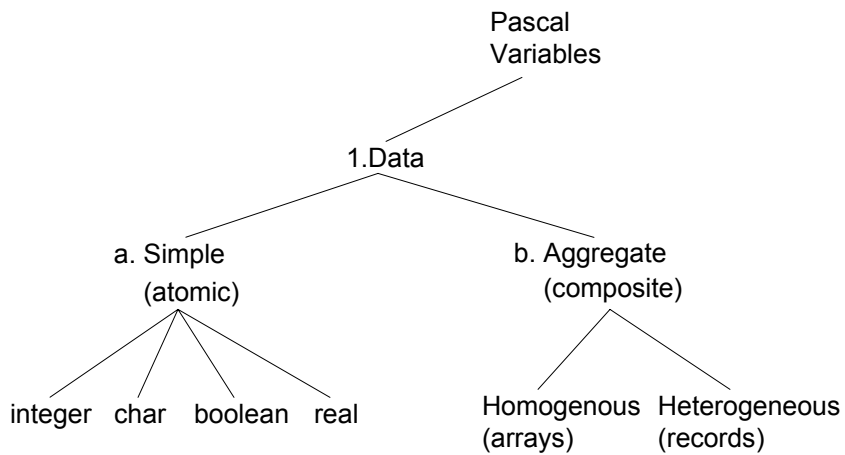 Pascal
Variables
1.Data
a. Simple
(atomic)
b. Aggregate
(composite)
integer
char
boolean
real
Homogenous
(arrays)
Heterogeneous
(records)